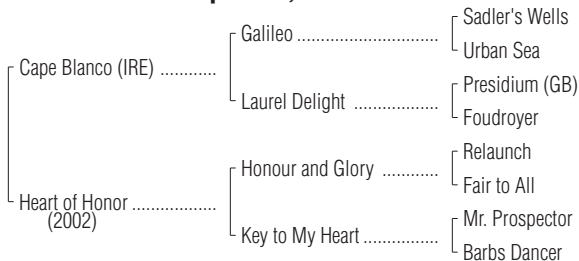 Sadler's Wells
Galileo ..............................
Urban Sea
Cape Blanco (IRE) ............
Presidium (GB)
Laurel Delight ..................
Foudroyer
Relaunch
Honour and Glory ............
Fair to All
Heart of Honor ..................
(2002)
Mr. Prospector
Key to My Heart ................
Barbs Dancer